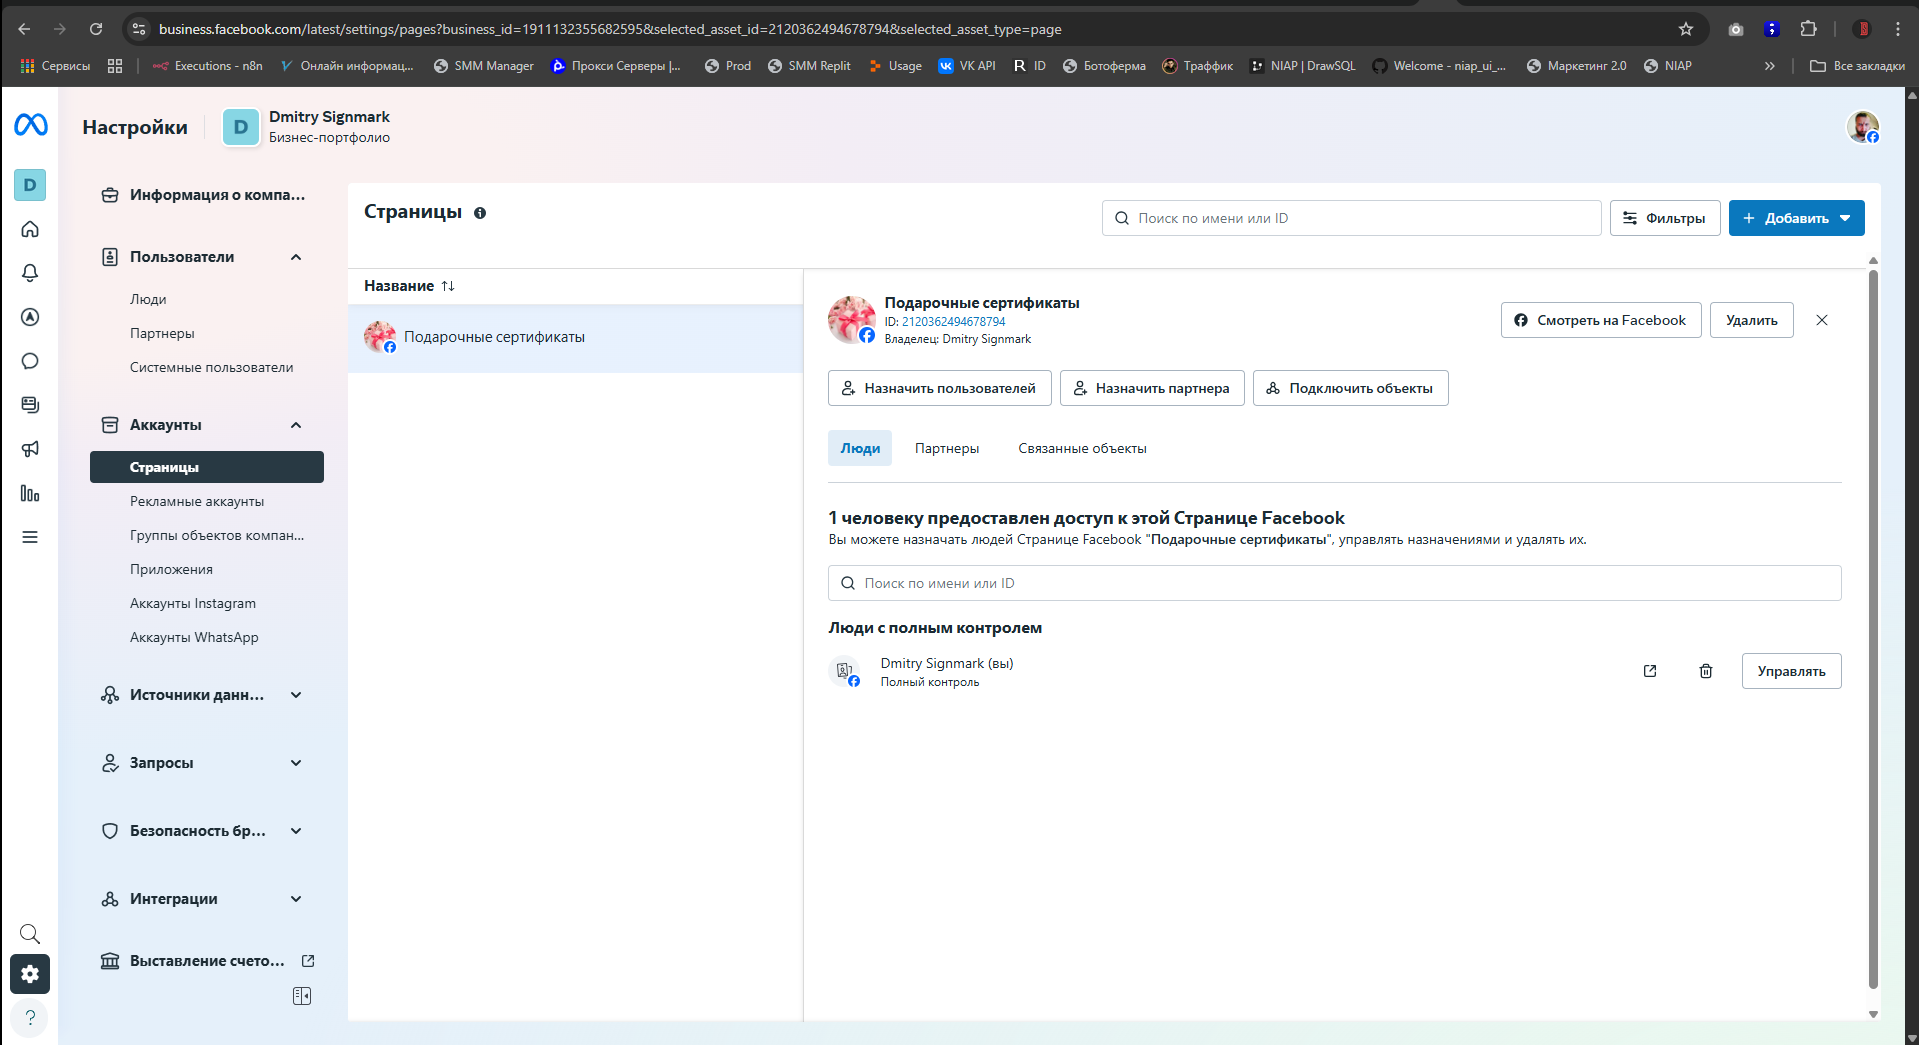 business.facebook.com/latest/settings/pages?business_id=1911132355682595&selected_asset_id=2120362494678794&selected_asset_type=page
Сервисы
Executions - n8n
Онлайн информац...
SMM Manager
Прокси Серверы |...
Prod
SMM Replit
Usage
VK API
R ID
Ботоферма
Траффик
NIAP | DrawSQL
Welcome - niap_ui_...
Маркетинг 2.0
NIAP
Все закладки
Настройки
D
Dmitry Signmark
Бизнес-портфолио
D
Информация о компа...
Пользователи
Люди
Партнеры
Системные пользователи
Аккаунты
Страницы
Рекламные аккаунты
Группы объектов компан...
Приложения
Аккаунты Instagram
Аккаунты WhatsApp
Источники данн...
Запросы
Безопасность бр...
Интеграции
Выставление счето...
?
Страницы
Поиск по имени или ID
Фильтры
+ Добавить
Название
Подарочные сертификаты
Подарочные сертификаты
ID: 2120362494678794
Владелец: Dmitry Signmark
Смотреть на Facebook
Удалить
Назначить пользователей
Назначить партнера
Подключить объекты
Люди
Партнеры
Связанные объекты
1 человеку предоставлен доступ к этой Странице Facebook
Вы можете назначать людей Странице Facebook "Подарочные сертификаты", управлять назначениями и удалять их.
Поиск по имени или ID
Люди с полным контролем
Dmitry Signmark (вы)
Полный контроль
Управлять